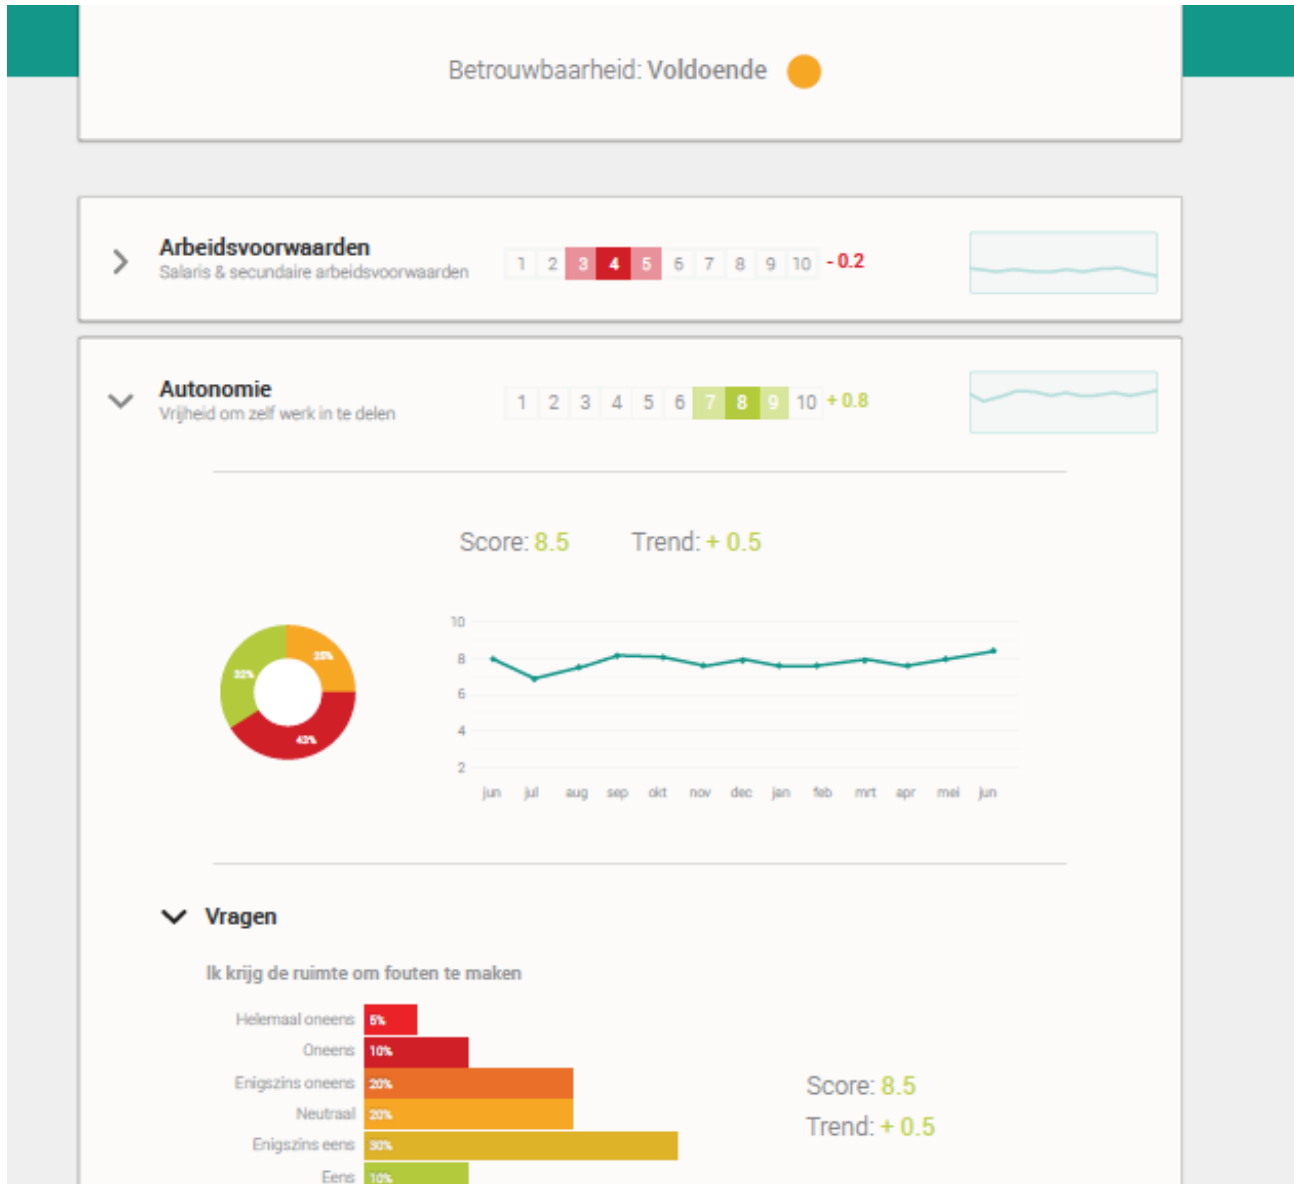 Betrouwbaarheid: Voldoende
Arbeidsvoorwaarden
Salaris & secundaire arbeidsvoorwaarden
1 2 3 4 5 6 7 8 9 10 - 0.2
Autonomie
Vrijheid om zelf werk in te delen
1 2 3 4 5 6 7 8 9 10 + 0.8
Score: 8.5 Trend: + 0.5
32%
43%
10
8
6
4
2
jun jul aug sep okt nov dec jan feb mrt apr mei jun
Vragen
Ik krijg de ruimte om fouten te maken
Helemaal oneens 5%
Oneens 10%
Enigszins oneens 20%
Neutraal 20%
Enigszins eens 30%
Eens 10%
Score: 8.5
Trend: + 0.5